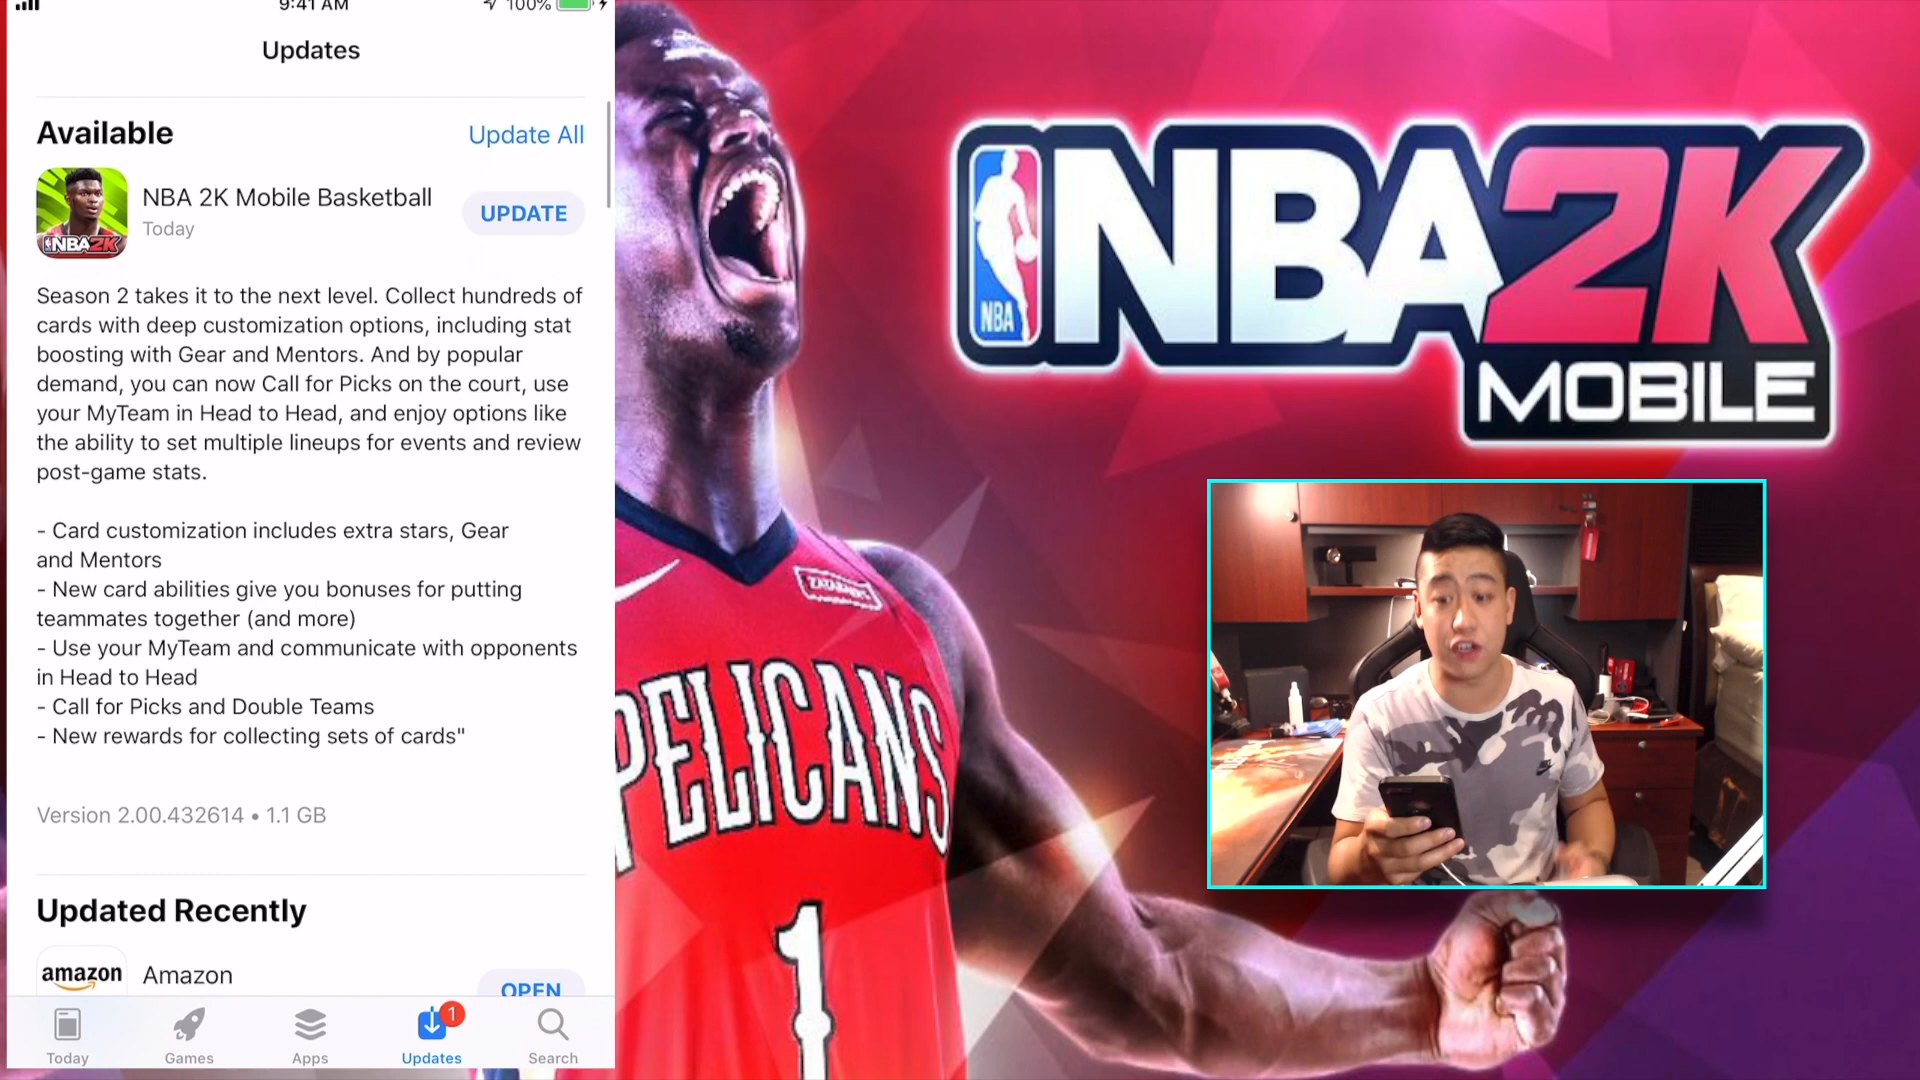 9:41 AM
100%
Updates
Available
Update All
NBA 2K Mobile Basketball
Today
UPDATE
NBA2K
Season 2 takes it to the next level. Collect hundreds of
cards with deep customization options, including stat
boosting with Gear and Mentors. And by popular
demand, you can now Call for Picks on the court, use
your MyTeam in Head to Head, and enjoy options like
the ability to set multiple lineups for events and review
post-game stats.
- Card customization includes extra stars, Gear
and Mentors
- New card abilities give you bonuses for putting
teammates together (and more)
- Use your MyTeam and communicate with opponents
in Head to Head
- Call for Picks and Double Teams
- New rewards for collecting sets of cards"
Version 2.00.432614 • 1.1 GB
Updated Recently
amazon
Amazon
OPEN
1
Today
Games
Apps
Updates
Search
NBA
NBA2K
MOBILE
ZATARAIN'S
PELICANS
1